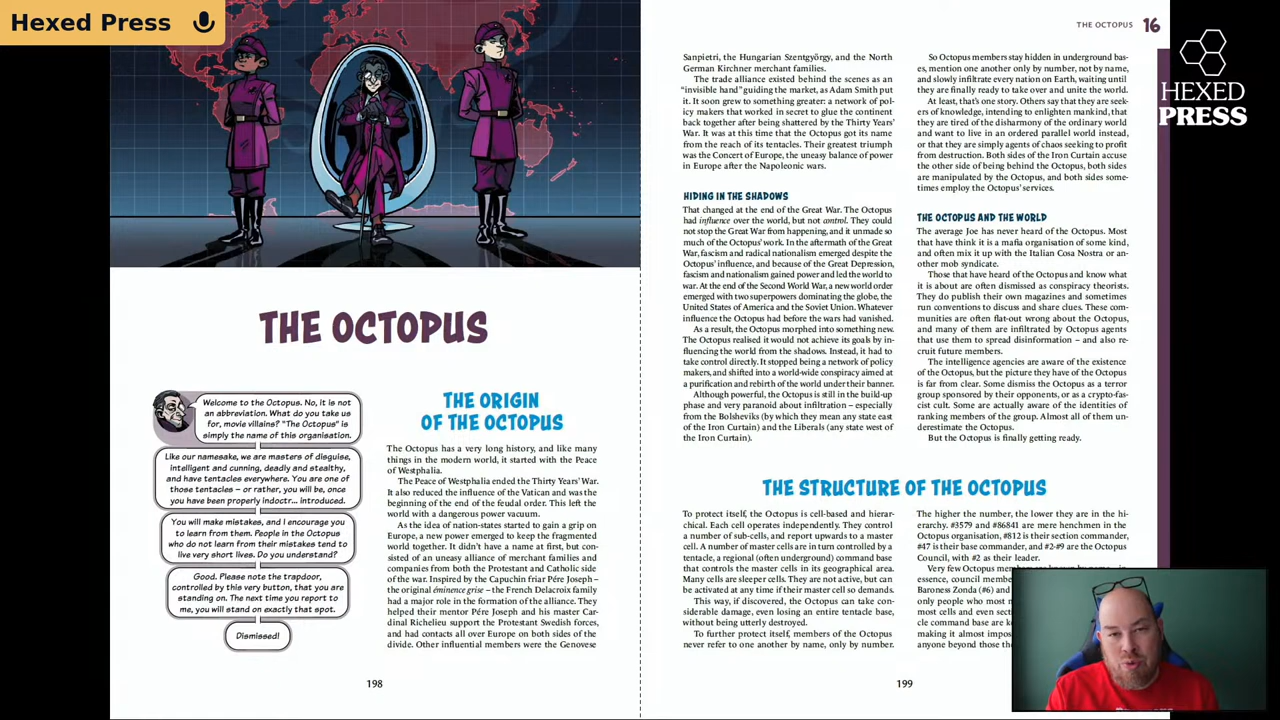 Hexed Press
THE OCTOPUS 16
HEXED
PRESS
THE OCTOPUS
Welcome to the Octopus. No, it is not
an abbreviation. What do you take us
for, movie villains? "The Octopus" is
simply the name of this organisation.
Like our namesake, we are masters of disguise,
intelligent and cunning, deadly and stealthy,
and have tentacles everywhere. You are one
of those tentacles – or rather, you will be, once
you have been properly indoctr... introduced.
You will make mistakes, and I encourage you
to learn from them. People in the Octopus
who do not learn from their mistakes tend to
live very short lives. Do you understand?
Good. Please note the trapdoor,
controlled by this very button, that you are
standing on. The next time you report to
me, you will stand on exactly that spot.
Dismissed!
THE ORIGIN
OF THE OCTOPUS
The Octopus has a very long history, and like many
things in the modern world, it started with the Peace
of Westphalia.
The Peace of Westphalia ended the Thirty Years' War.
It also reduced the influence of the Vatican and was the
beginning of the end of the feudal order. This left the
world with a dangerous power vacuum.
As the idea of nation-states started to gain a grip on
Europe, a new power emerged to keep the fragmented
world together. It didn't have a name at first, but con-
sisted of an uneasy alliance of merchant families and
companies from both the Protestant and Catholic side
of the war. Inspired by the Capuchin friar Pére Joseph –
the original éminence grise – the French Delacroix family
had a major role in the formation of the alliance. They
helped their mentor Pére Joseph and his master Car-
dinal Richelieu support the Protestant Swedish forces,
and had contacts all over Europe on both sides of the
divide. Other influential members were the Genovese
198
Sanpietri, the Hungarian Szentgyörgy, and the North
German Kirchner merchant families.
The trade alliance existed behind the scenes as an
"invisible hand" guiding the market, as Adam Smith put
it. It soon grew to something greater: a network of pol-
icy makers that worked in secret to glue the continent
back together after being shattered by the Thirty Years'
War. It was at this time that the Octopus got its name
from the reach of its tentacles. Their greatest triumph
was the Concert of Europe, the uneasy balance of power
in Europe after the Napoleonic wars.
HIDING IN THE SHADOWS
That changed at the end of the Great War. The Octopus
had influence over the world, but not control. They could
not stop the Great War from happening, and it unmade so
much of the Octopus' work. In the aftermath of the Great
War, fascism and radical nationalism emerged despite the
Octopus' influence, and because of the Great Depression,
fascism and nationalism gained power and led the world to
war. At the end of the Second World War, a new world order
emerged with two superpowers dominating the globe, the
United States of America and the Soviet Union. Whatever
influence the Octopus had before the wars had vanished.
As a result, the Octopus morphed into something new.
The Octopus realised it would not achieve its goals by in-
fluencing the world from the shadows. Instead, it had to
take control directly. It stopped being a network of policy
makers, and shifted into a world-wide conspiracy aimed at
a purification and rebirth of the world under their banner.
Although powerful, the Octopus is still in the build-up
phase and very paranoid about infiltration – especially
from the Bolsheviks (by which they mean any state east
of the Iron Curtain) and the Liberals (any state west of
the Iron Curtain).
So Octopus members stay hidden in underground bas-
es, mention one another only by number, not by name,
and slowly infiltrate every nation on Earth, waiting until
they are finally ready to take over and unite the world.
At least, that's one story. Others say that they are seek-
ers of knowledge, intending to enlighten mankind, that
they are tired of the disharmony of the ordinary world
and want to live in an ordered parallel world instead,
or that they are simply agents of chaos seeking to profit
from destruction. Both sides of the Iron Curtain accuse
the other side of being behind the Octopus, both sides
are manipulated by the Octopus, and both sides some-
times employ the Octopus' services.
THE OCTOPUS AND THE WORLD
The average Joe has never heard of the Octopus. Most
that have think it is a mafia organisation of some kind,
and often mix it up with the Italian Cosa Nostra or an-
other mob syndicate.
Those that have heard of the Octopus and know what
it is about are often dismissed as conspiracy theorists.
They do publish their own magazines and sometimes
run conventions to discuss and share clues. These com-
munities are often flat-out wrong about the Octopus,
and many of them are infiltrated by Octopus agents
that use them to spread disinformation – and also re-
cruit future members.
The intelligence agencies are aware of the existence
of the Octopus, but the picture they have of the Octopus
is far from clear. Some dismiss the Octopus as a terror
group sponsored by their opponents, or as a crypto-fas-
cist cult. Some are actually aware of the identities of
ranking members of the group. Almost all of them un-
derestimate the Octopus.
But the Octopus is finally getting ready.
THE STRUCTURE OF THE OCTOPUS
To protect itself, the Octopus is cell-based and hierar-
chical. Each cell operates independently. They control
a number of sub-cells, and report upwards to a master
cell. A number of master cells are in turn controlled by a
tentacle, a regional (often underground) command base
that controls the master cells in its geographical area.
Many cells are sleeper cells. They are not active, but can
be activated at any time if their master cell so demands.
This way, if discovered, the Octopus can take con-
siderable damage, even losing an entire tentacle base,
without being utterly destroyed.
To further protect itself, members of the Octopus
never refer to one another by name, only by number.
The higher the number, the lower they are in the hi-
erarchy. #3579 and #86841 are mere henchmen in the
Octopus organisation, #812 is their section commander,
#47 is their base commander, and #2-#9 are the Octopus
Council, with #2 as their leader.
Very few Octopus
essence, council
Baroness Zonda (#6) and
only people who most
most cells and even
cle command base are
making it almost
anyone beyond
199